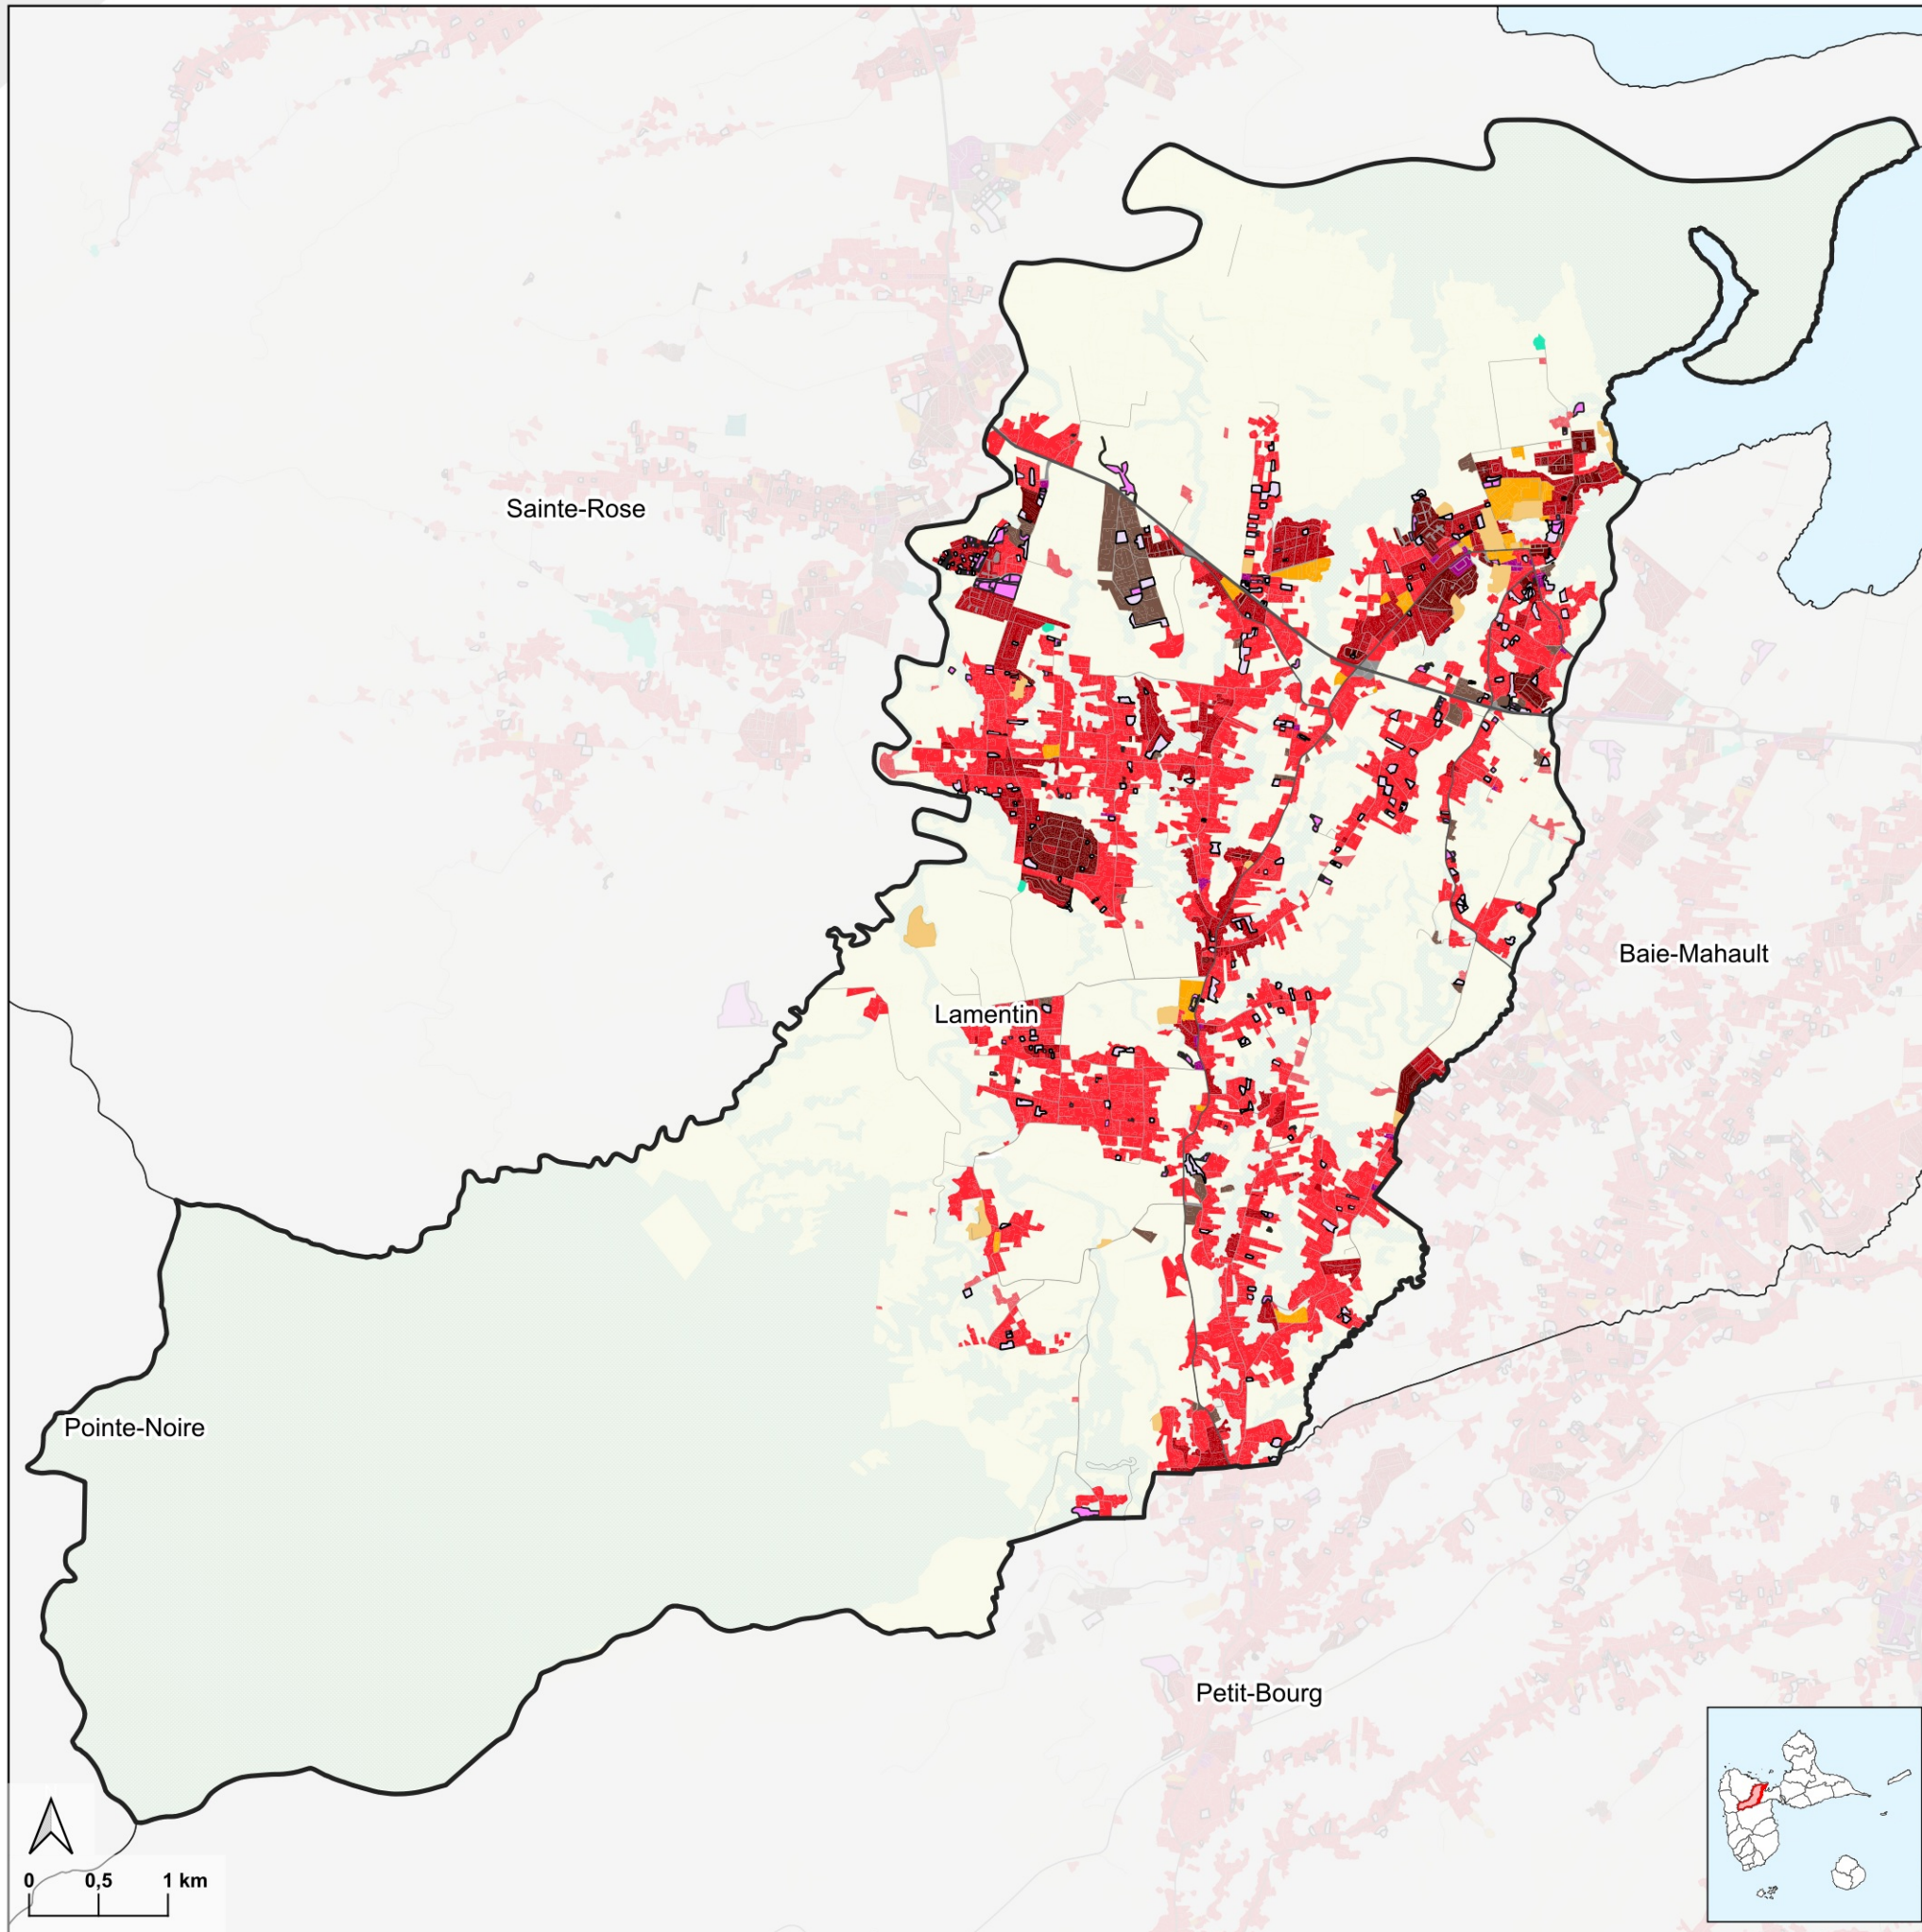 Sainte-Rose
Baie-Mahault
Lamentin
Pointe-Noire
Petit-Bourg
0 0,5 1 km